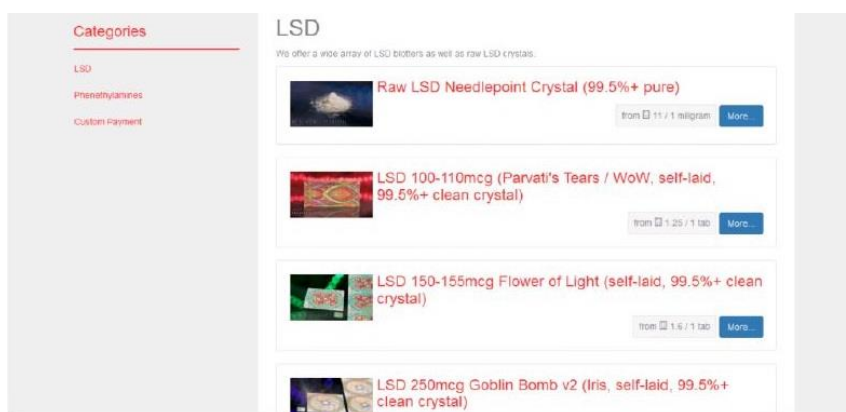 Categories
LSD
Phenethylamines
Custom Payment
LSD
We offer a wide array of LSD blotters as well as raw LSD crystals.
Raw LSD Needlepoint Crystal (99.5%+ pure)
from 11 / 1 miligram
More...
LSD 100-110mcg (Parvati's Tears / WoW, self-laid,
99.5%+ clean crystal)
from 1.25 / 1 tab
More...
LSD 150-155mcg Flower of Light (self-laid, 99.5%+ clean
crystal)
from 1.6 / 1 tab
More...
LSD 250mcg Goblin Bomb v2 (Iris, self-laid, 99.5%+
clean crystal)